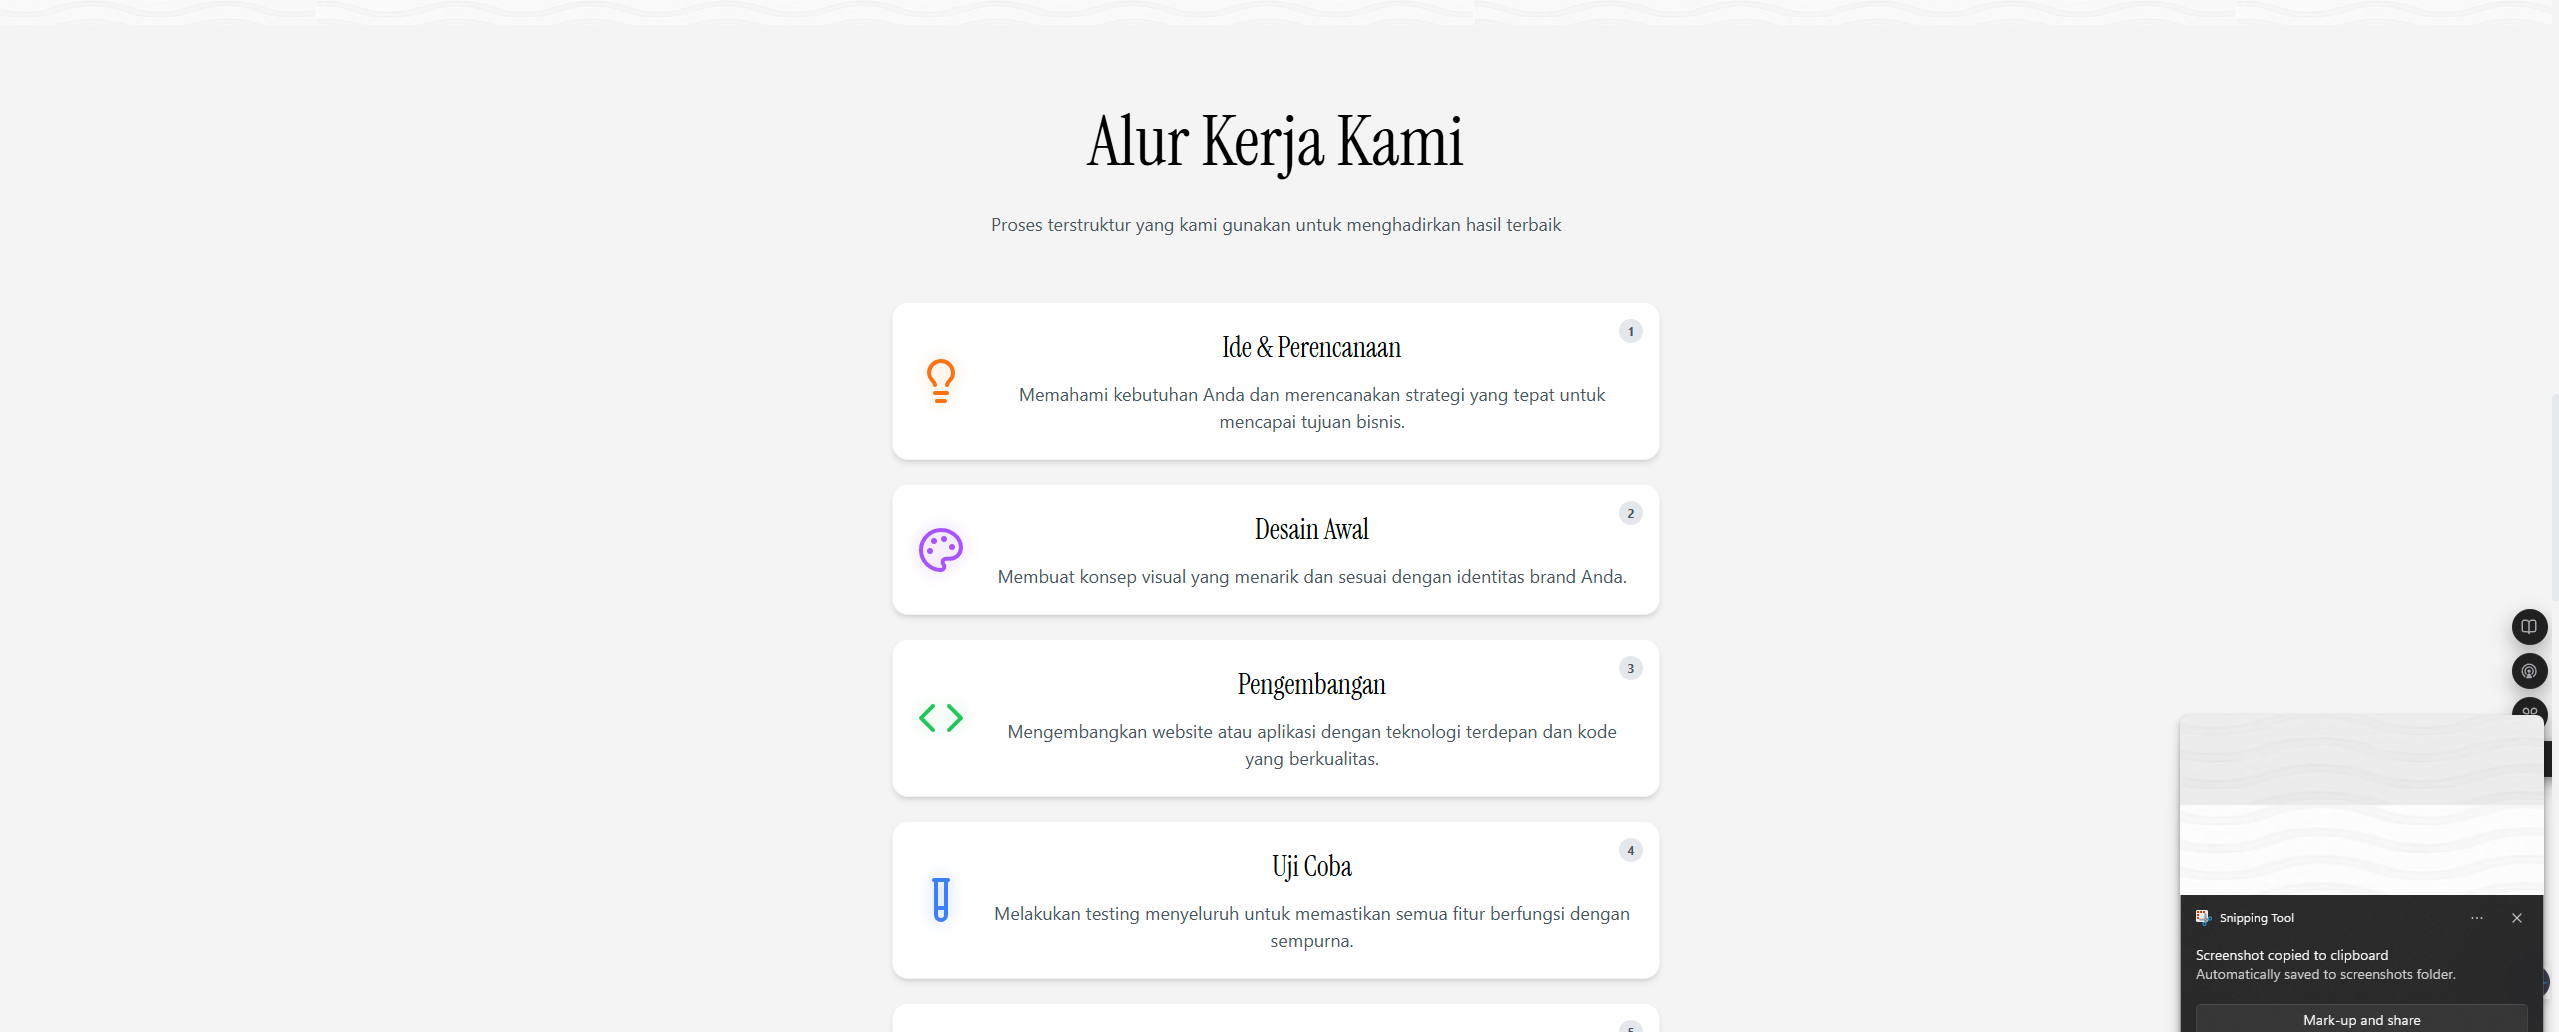 Alur Kerja Kami
Proses terstruktur yang kami gunakan untuk menghadirkan hasil terbaik
1
Ide & Perencanaan
Memahami kebutuhan Anda dan merencanakan strategi yang tepat untuk
mencapai tujuan bisnis.
2
Desain Awal
Membuat konsep visual yang menarik dan sesuai dengan identitas brand Anda.
3
Pengembangan
Mengembangkan website atau aplikasi dengan teknologi terdepan dan kode
yang berkualitas.
4
Uji Coba
Melakukan testing menyeluruh untuk memastikan semua fitur berfungsi dengan
sempurna.
5
Snipping Tool
Screenshot copied to clipboard
Automatically saved to screenshots folder.
Mark-up and share